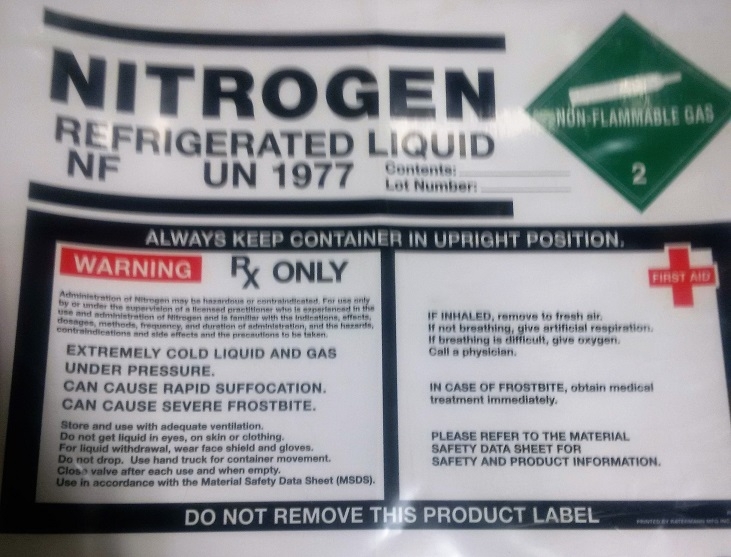 NITROGEN
REFRIGERATED LIQUID
NF UN 1977
Contents:
Lot Number:
NON-FLAMMABLE GAS
2
ALWAYS KEEP CONTAINER IN UPRIGHT POSITION.
WARNING
Rx ONLY
Administration of Nitrogen may be hazardous or contraindicated. For use only
by or under the supervision of a licensed practitioner who is experienced in the
use and administration of Nitrogen and is familiar with the indications, effects,
dosages, methods, frequency, and duration of administration, and the hazards,
contraindications and side effects and the precautions to be taken.
EXTREMELY COLD LIQUID AND GAS
UNDER PRESSURE.
CAN CAUSE RAPID SUFFOCATION.
CAN CAUSE SEVERE FROSTBITE.
Store and use with adequate ventilation.
Do not get liquid in eyes, on skin or clothing.
For liquid withdrawal, wear face shield and gloves.
Do not drop. Use hand truck for container movement.
Close valve after each use and when empty.
Use in accordance with the Material Safety Data Sheet (MSDS).
FIRST AID
IF INHALED, remove to fresh air.
If not breathing, give artificial respiration.
If breathing is difficult, give oxygen.
Call a physician.
IN CASE OF FROSTBITE, obtain medical
treatment immediately.
PLEASE REFER TO THE MATERIAL
SAFETY DATA SHEET FOR
SAFETY AND PRODUCT INFORMATION.
DO NOT REMOVE THIS PRODUCT LABEL
PRINTED BY